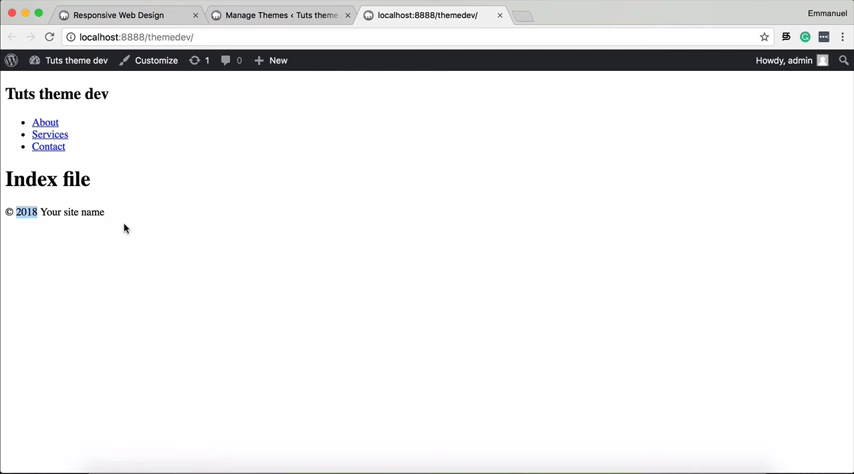 Responsive Web Design
Manage Themes ‹ Tuts theme
localhost:8888/themedev/
Emmanuel
localhost:8888/themedev/
Tuts theme dev
Customize
1
0
New
Howdy, admin
Tuts theme dev
About
Services
Contact
Index file
© 2018 Your site name